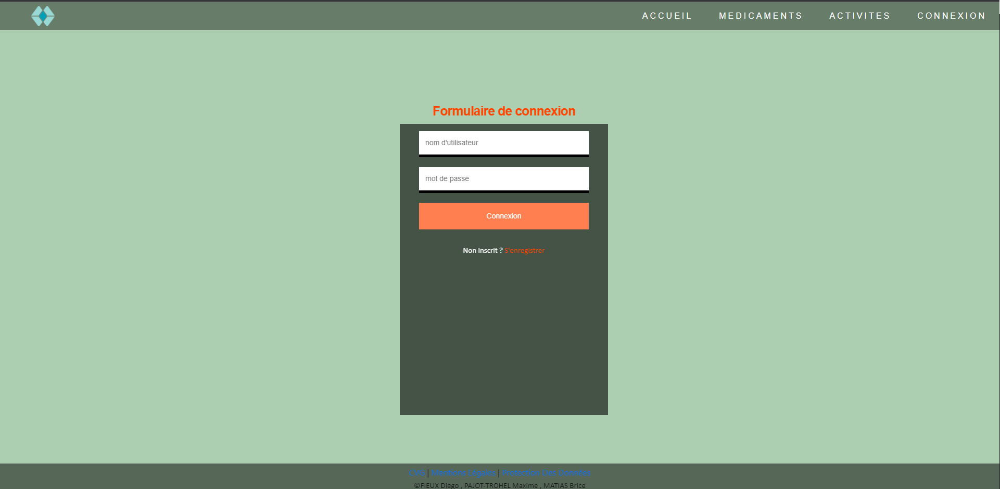 ACCUEIL MEDICAMENTS ACTIVITES CONNEXION
Formulaire de connexion
nom d'utilisateur
mot de passe
Connexion
Non inscrit ? S'enregistrer
CVG | Mentions Légales | Protection Des Données
©FIEUX Diego , PAJOT-TROHEL Maxime , MATIAS Brice